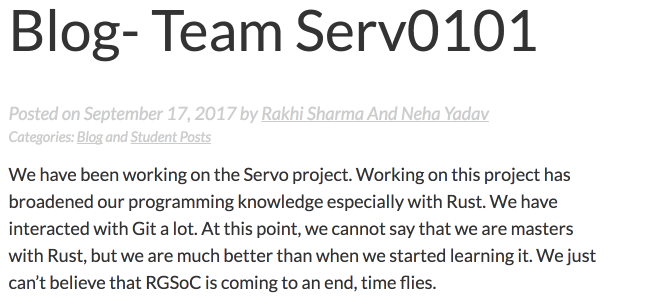 Blog- Team Serv0101
Posted on September 17, 2017 by Rakhi Sharma And Neha Yadav
Categories: Blog and Student Posts
We have been working on the Servo project. Working on this project has
broadened our programming knowledge especially with Rust. We have
interacted with Git a lot. At this point, we cannot say that we are masters
with Rust, but we are much better than when we started learning it. We just
can’t believe that RGSoC is coming to an end, time flies.